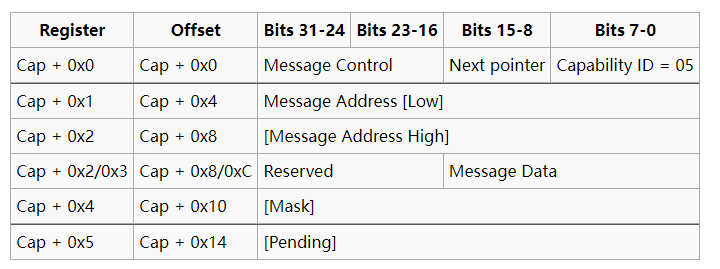 Register Offset Bits 31-24 Bits 23-16 Bits 15-8 Bits 7-0
Cap + 0x0 Cap + 0x0 Message Control Next pointer Capability ID = 05
Cap + 0x1 Cap + 0x4 Message Address [Low]
Cap + 0x2 Cap + 0x8 [Message Address High]
Cap + 0x2/0x3 Cap + 0x8/0xC Reserved Message Data
Cap + 0x4 Cap + 0x10 [Mask]
Cap + 0x5 Cap + 0x14 [Pending]